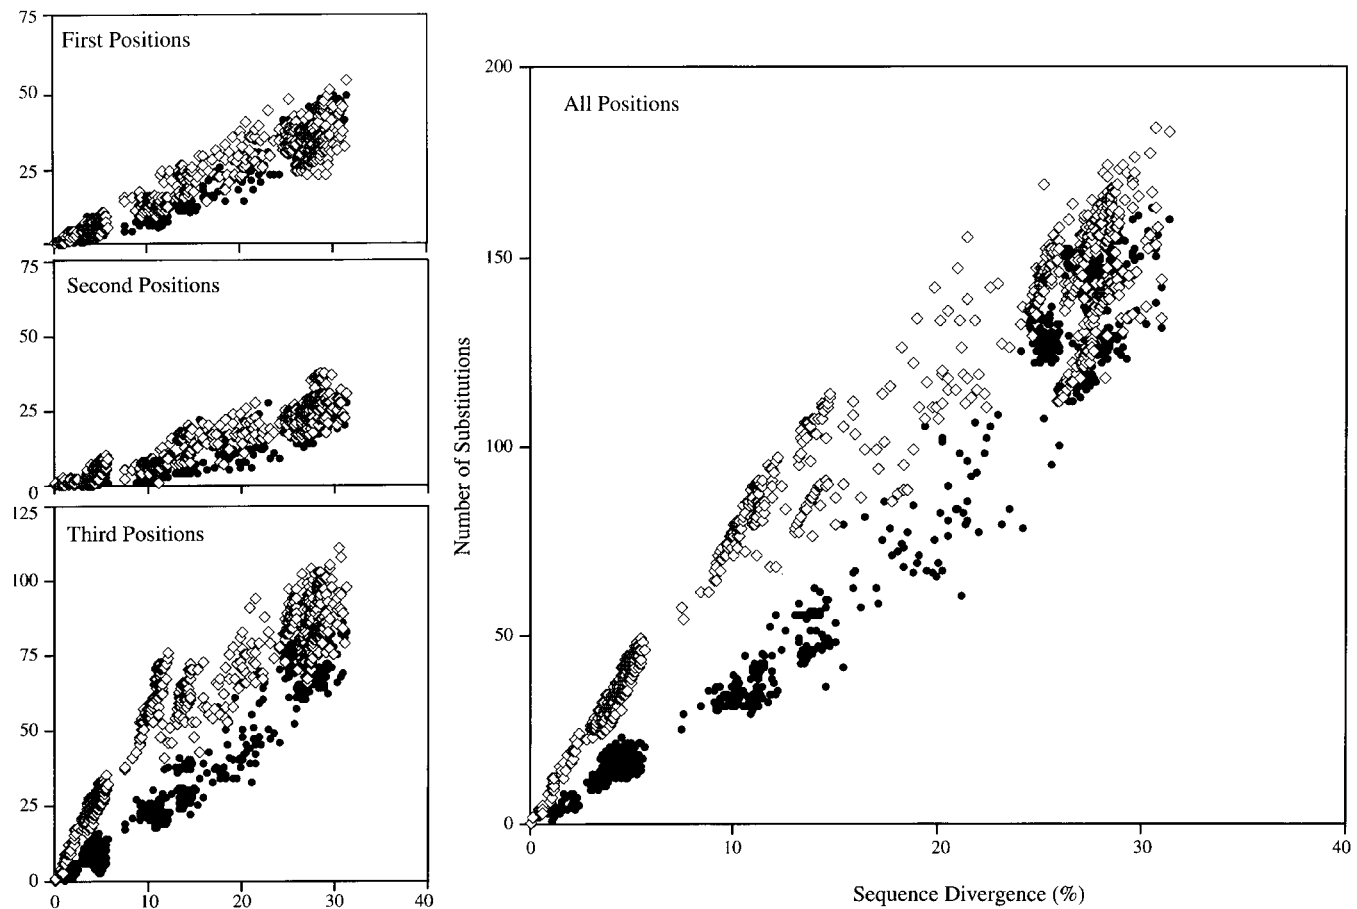 75
First Positions
50
25
75
Second Positions
50
25
0
125
Third Positions
100
75
50
25
0
0 10 20 30 40
200
All Positions
150
100
50
0
0 10 20 30 40
Number of Substitutions
Sequence Divergence (%)